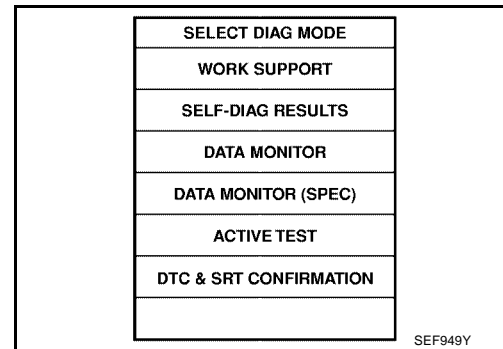 SELECT DIAG MODE
WORK SUPPORT
SELF-DIAG RESULTS
DATA MONITOR
DATA MONITOR (SPEC)
ACTIVE TEST
DTC & SRT CONFIRMATION
SEF949Y